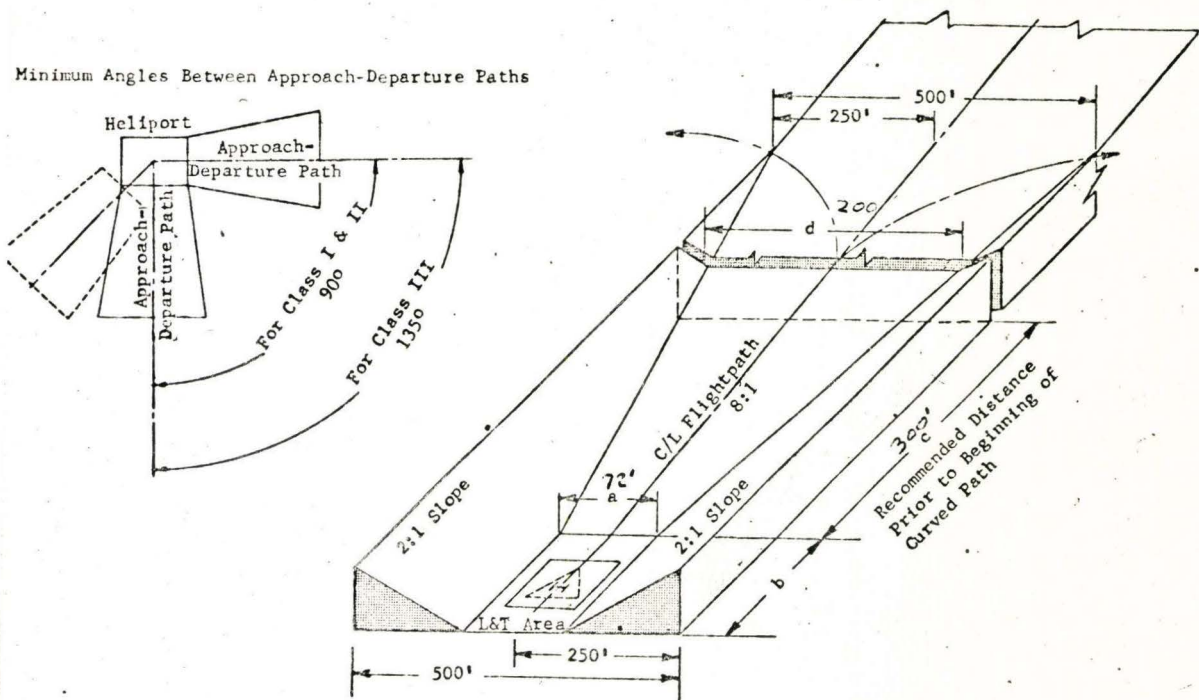 Minimum Angles Between Approach-Departure Paths
Heliport
Approach-
Departure Path
Approach-
Departure Path
For Class I & II
90º
For Class III
135º
500'
250'
200
d
C/L Flightpath
8:1
300'
c
Recommended Distance
Prior to Beginning of
Curved Path
72'
a
2:1 Slope
2:1 Slope
b
H
L&T Area
250'
500'